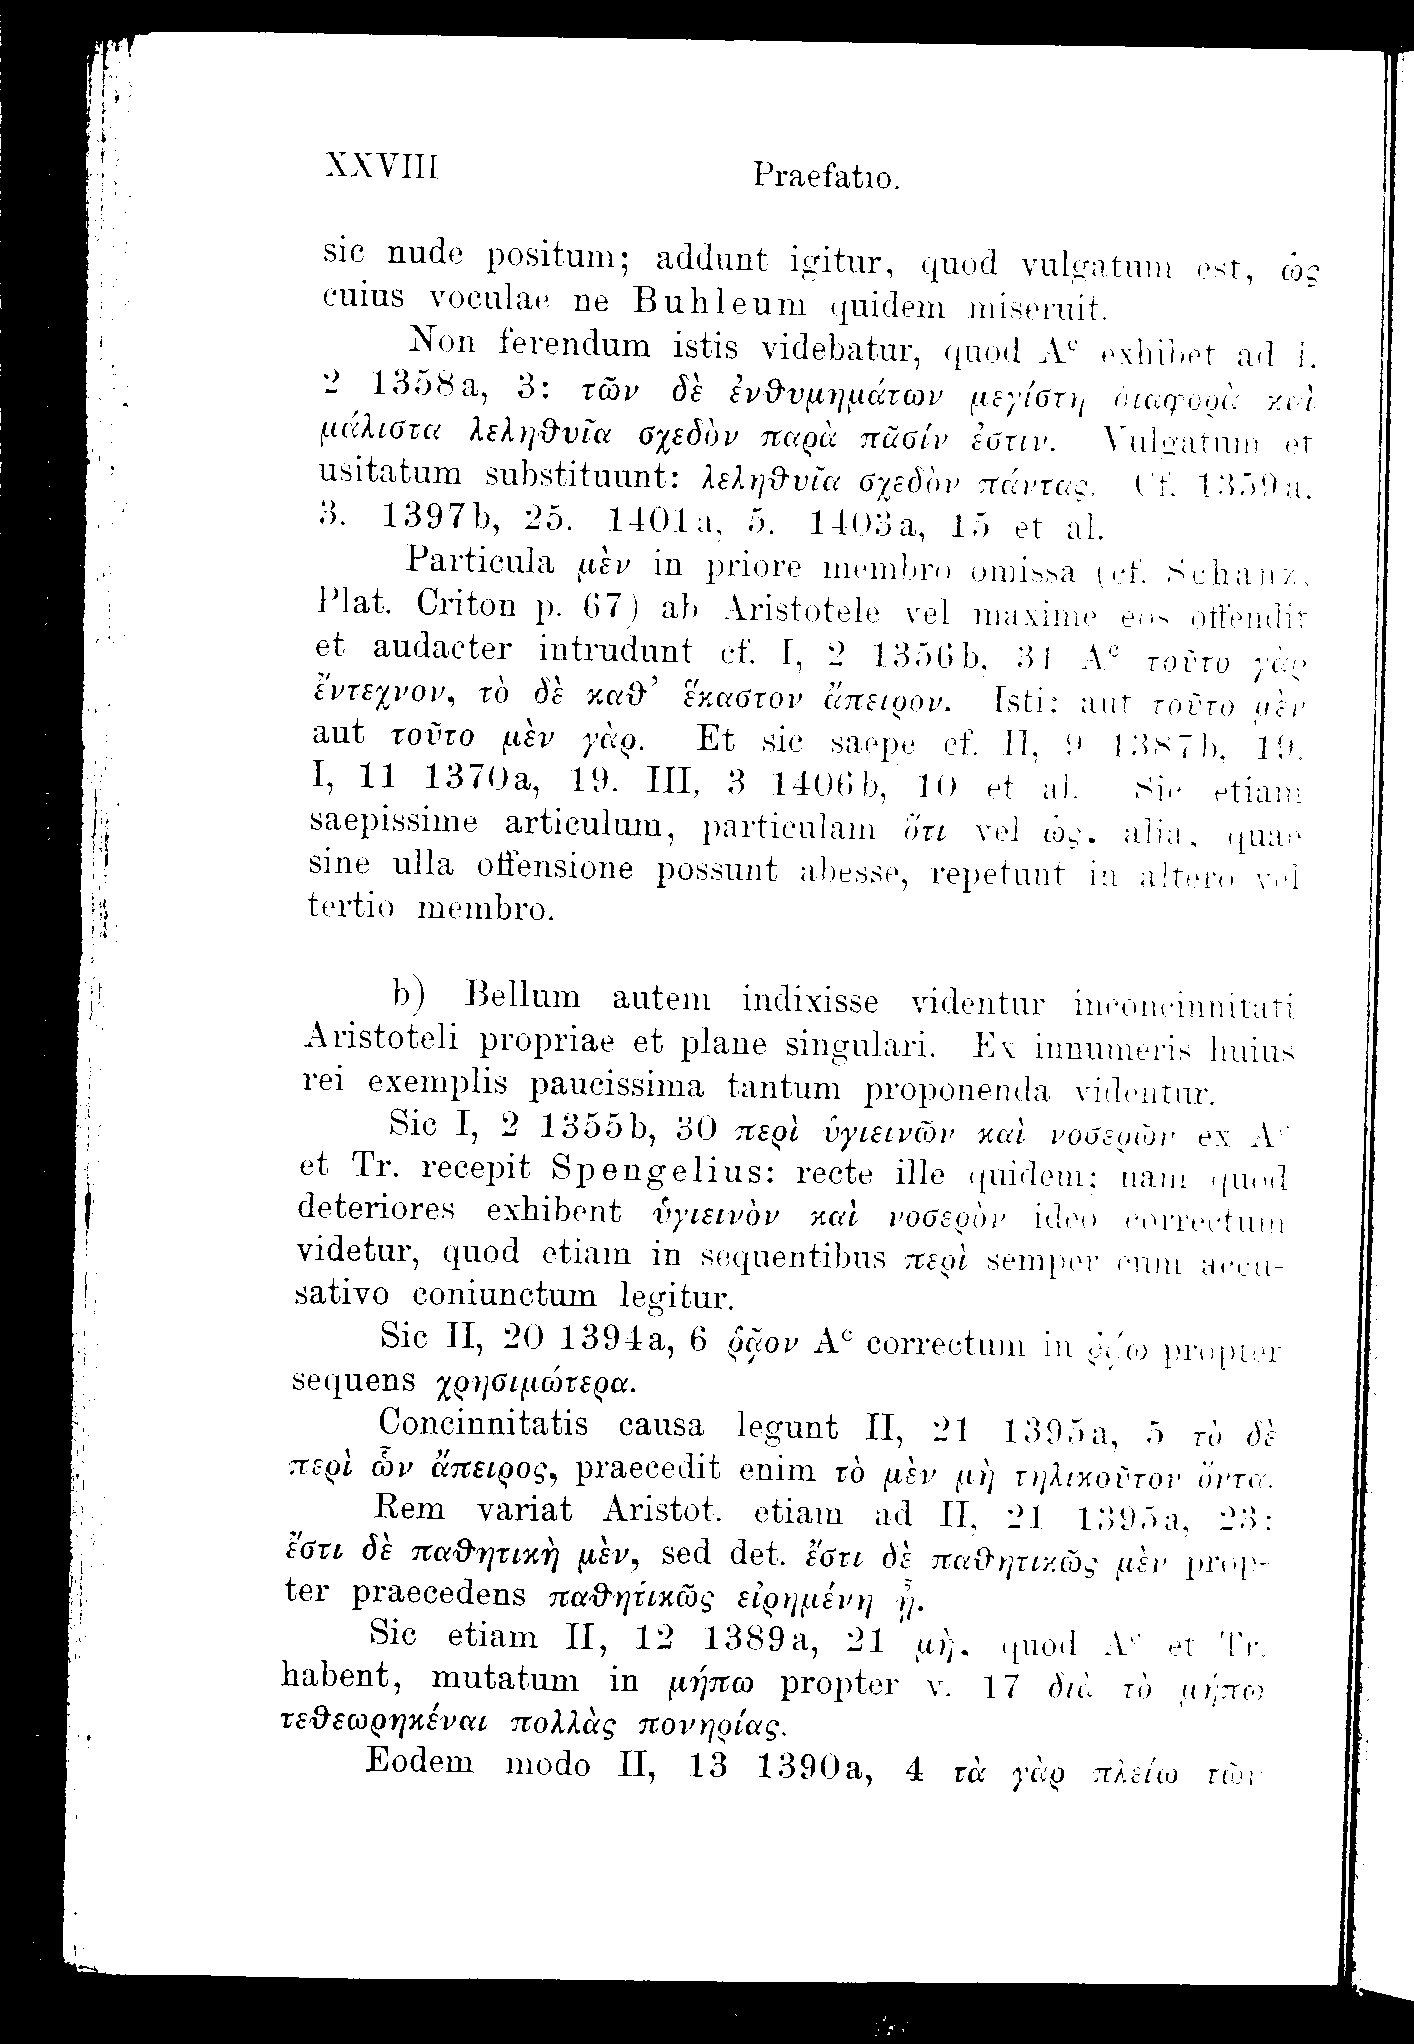 XXVIII Praefatio.
sic nude positum; addunt igitur, quod vulgatum est, ὡς
cuius voculae ne Buhleum quidem miseruit.
Non ferendum istis videbatur, quod Aᶜ exhibet ad i.
2 1358a, 3: τῶν δὲ ἐνθυμημάτων μεγίστη διαφορὰ καὶ
μάλιστα λεληθυῖα σχεδὸν παρὰ πᾶσίν ἐστιν. Vulgatum et
usitatum substituunt: λεληθυῖα σχεδὸν πάντας. Cf. 1359a.
3. 1397b, 25. 1401a, 5. 1403a, 15 et al.
Particula μὲν in priore membro omissa (cf. Schanz,
Plat. Criton p. 67) ab Aristotele vel maxime eos offendit
et audacter intrudunt cf. I, 2 1356b, 31 Aᶜ τοῦτο γὰρ
ἔντεχνον, τὸ δὲ καθ’ ἕκαστον ἄπειρον. Isti: aut τοῦτο μὲν
aut τοῦτο μὲν γὰρ. Et sic saepe cf. II, 9 1387b, 19.
I, 11 1370a, 19. III, 3 1406b, 10 et al. Sic etiam
saepissime articulum, particulam ὅτι vel ὡς. alia, quae
sine ulla offensione possunt abesse, repetunt in altero vel
tertio membro.
b) Bellum autem indixisse videntur inconcinnitati
Aristoteli propriae et plane singulari. Ex innumeris huius
rei exemplis paucissima tantum proponenda videntur.
Sic I, 2 1355b, 30 περὶ ὑγιεινῶν καὶ νοσερῶν ex Aᶜ
et Tr. recepit Spengelius: recte ille quidem; nam quod
deteriores exhibent ὑγιεινὸν καὶ νοσερὸν ideo correctum
videtur, quod etiam in sequentibus περὶ semper cum accu-
sativo coniunctum legitur.
Sic II, 20 1394a, 6 ῥᾷον Aᶜ correctum in ῥᾴω propter
sequens χρησιμώτερα.
Concinnitatis causa legunt II, 21 1395a, 5 τὸ δὲ
περὶ ὧν ἄπειρος, praecedit enim τὸ μὲν μὴ τηλικοῦτον ὄντα.
Rem variat Aristot. etiam ad II, 21 1395a, 23:
ἔστι δὲ παθητικὴ μὲν, sed det. ἔστι δὲ παθητικῶς μὲν prop-
ter praecedens παθητικῶς εἰρημένη ᾖ.
Sic etiam II, 12 1389a, 21 μὴ. quod Aᶜ et Tr.
habent, mutatum in μήπω propter v. 17 διὰ τὸ μήπω
τεθεωρηκέναι πολλὰς πονηρίας.
Eodem modo II, 13 1390a, 4 τὰ γὰρ πλείω τῶν